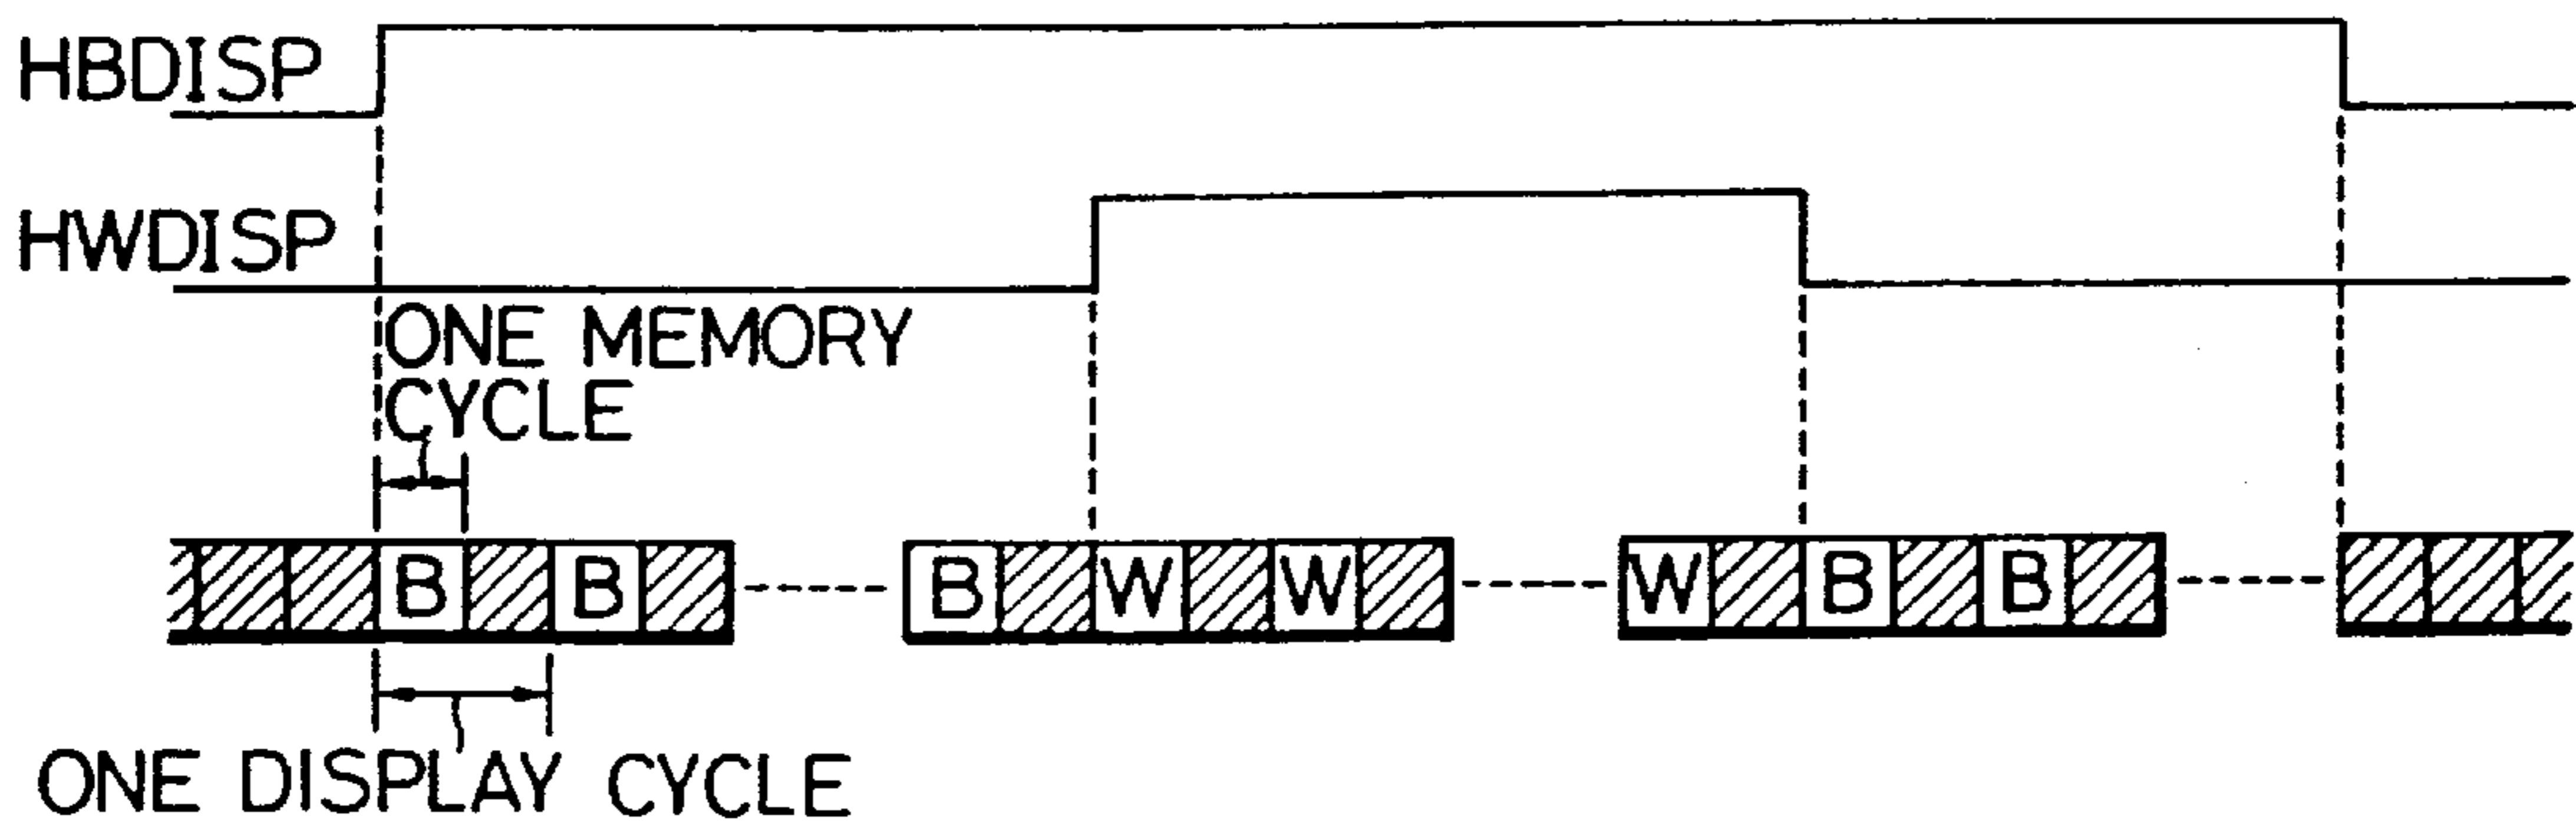 HBDISP
HWDISP
ONE MEMORY
CYCLE
B B B W W W B B
ONE DISPLAY CYCLE